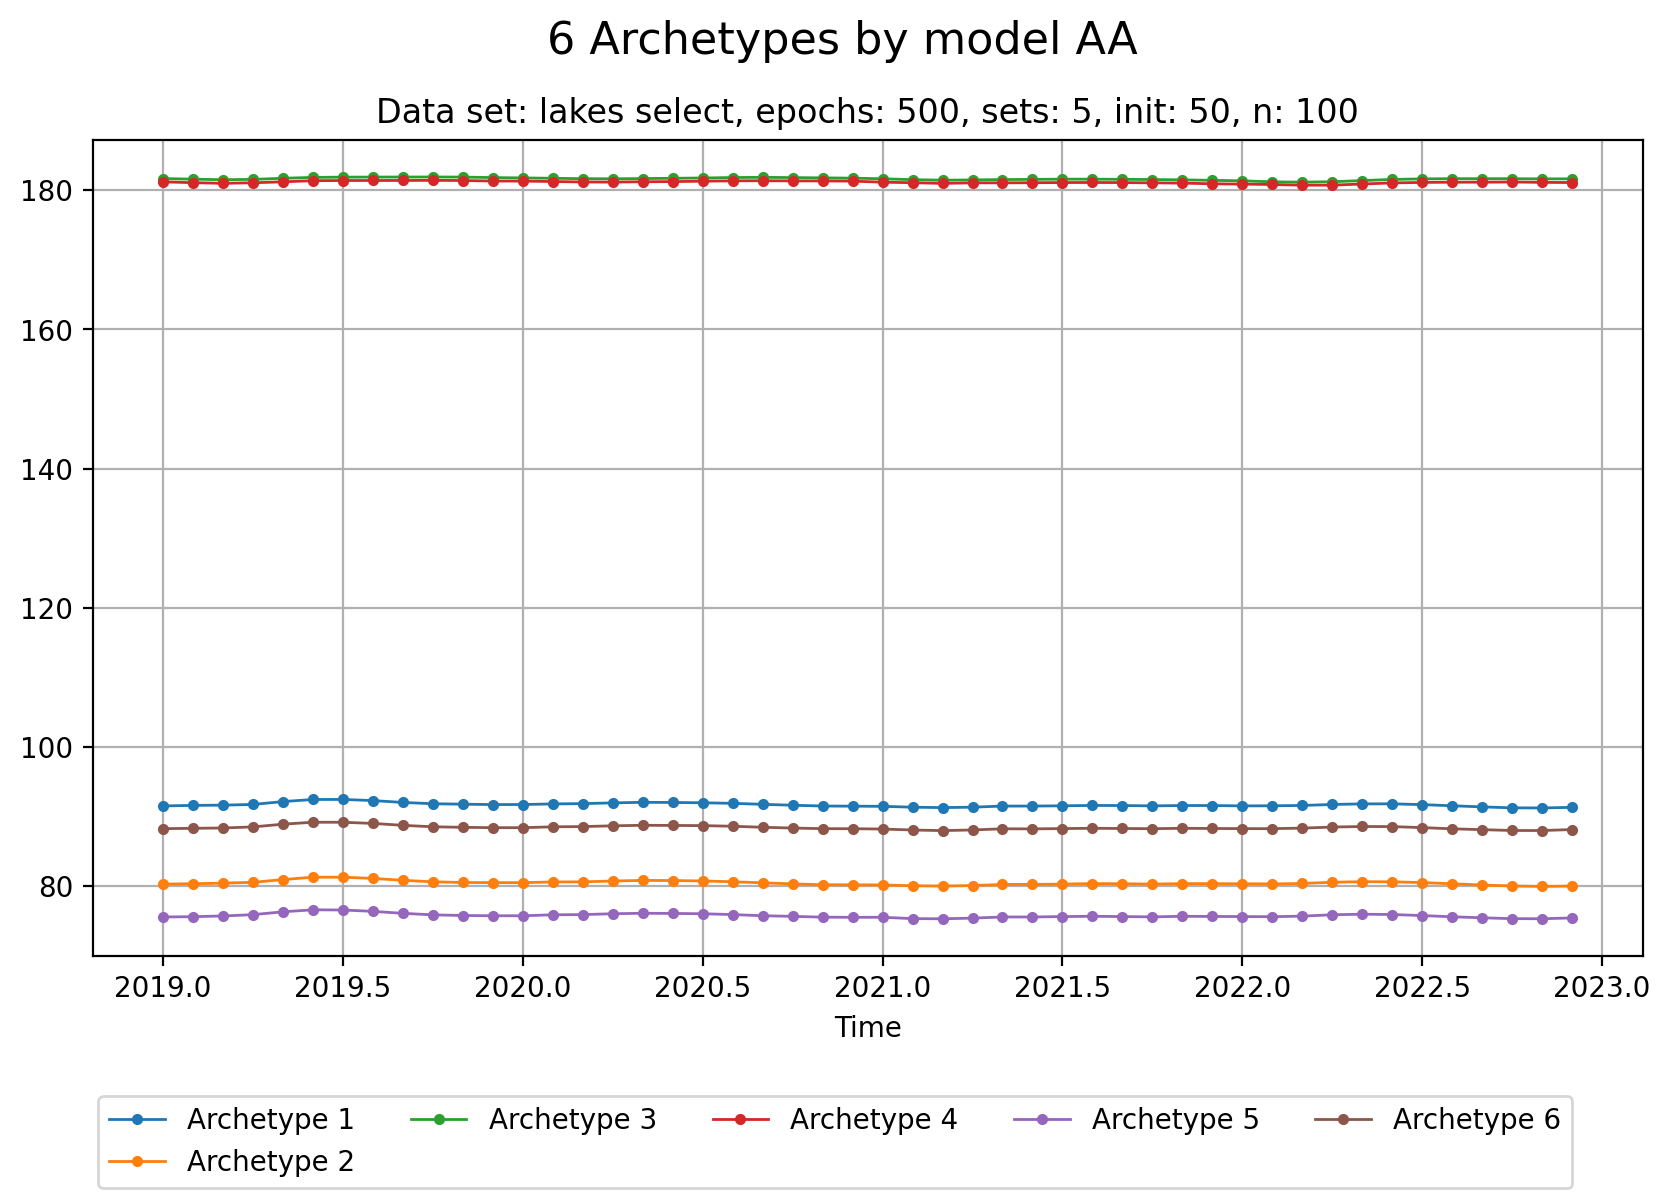 6 Archetypes by model AA
Data set: lakes select, epochs: 500, sets: 5, init: 50, n: 100
180
160
140
120
100
80
2019.0 2019.5 2020.0 2020.5 2021.0 2021.5 2022.0 2022.5 2023.0
Time
Archetype 1 Archetype 3 Archetype 4 Archetype 5 Archetype 6
Archetype 2